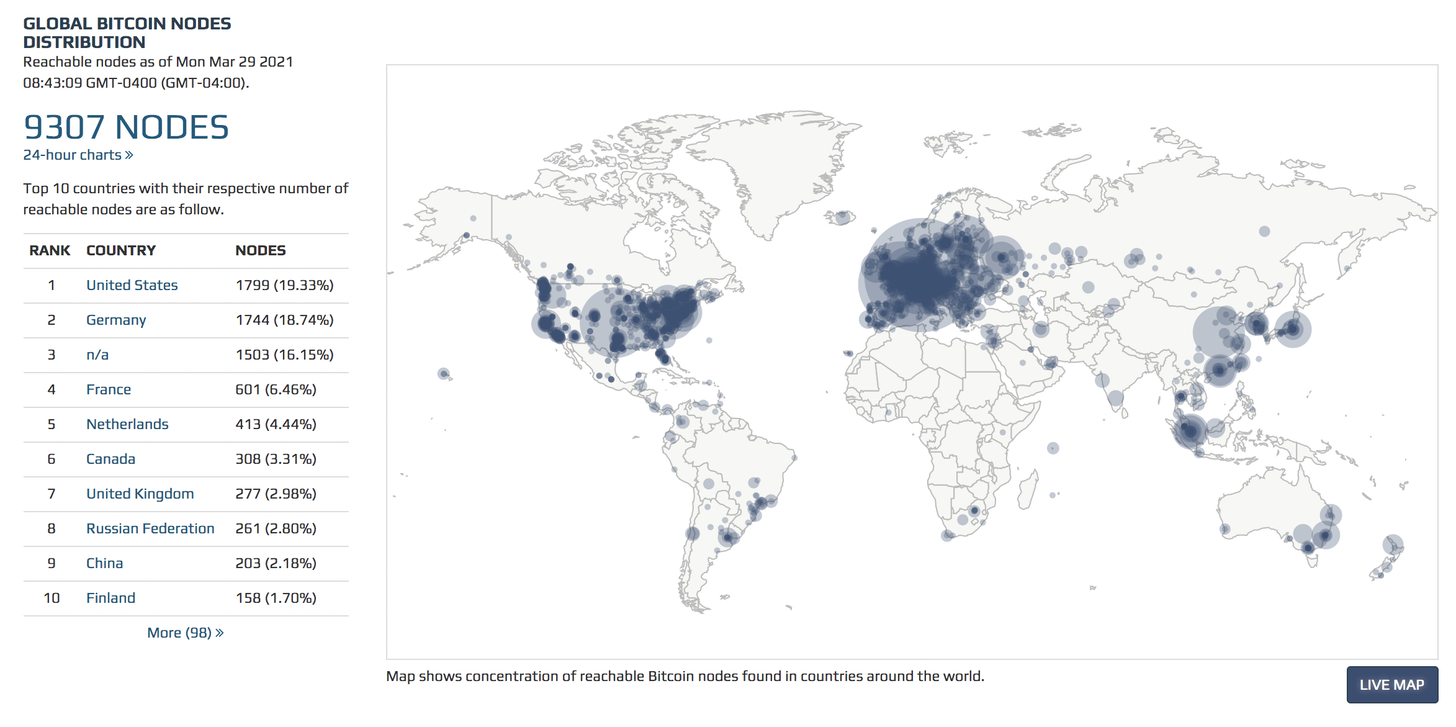 GLOBAL BITCOIN NODES
DISTRIBUTION
Reachable nodes as of Mon Mar 29 2021
08:43:09 GMT-0400 (GMT-04:00).
9307 NODES
24-hour charts »
Top 10 countries with their respective number of
reachable nodes are as follow.
RANK COUNTRY NODES
1 United States 1799 (19.33%)
2 Germany 1744 (18.74%)
3 n/a 1503 (16.15%)
4 France 601 (6.46%)
5 Netherlands 413 (4.44%)
6 Canada 308 (3.31%)
7 United Kingdom 277 (2.98%)
8 Russian Federation 261 (2.80%)
9 China 203 (2.18%)
10 Finland 158 (1.70%)
More (98) »
Map shows concentration of reachable Bitcoin nodes found in countries around the world.
LIVE MAP